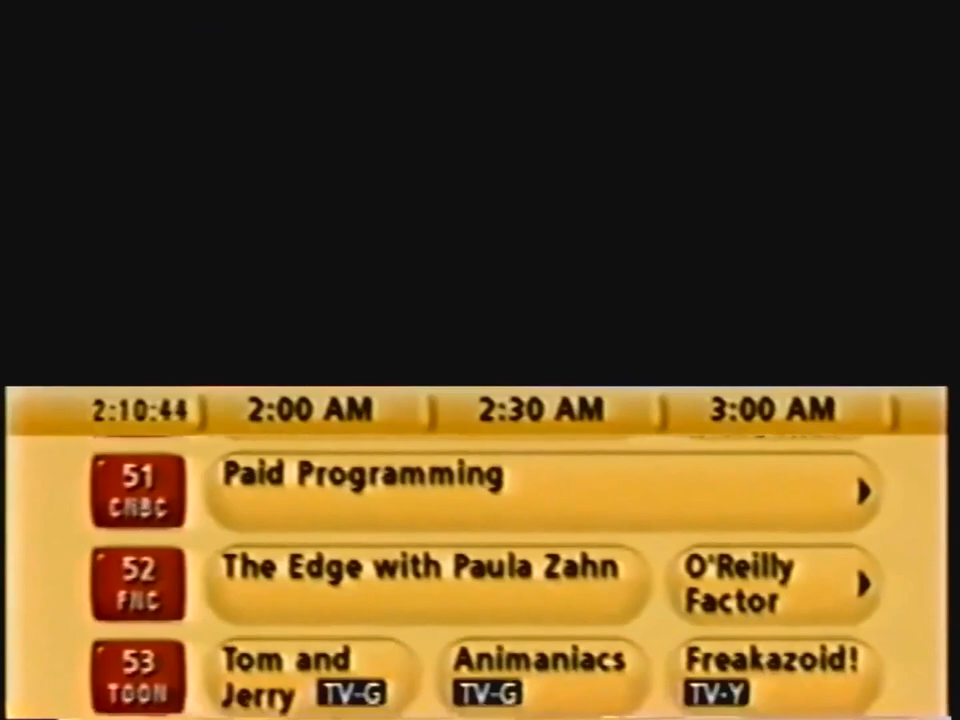 2:10:44 2:00 AM 2:30 AM 3:00 AM
51 Paid Programming
CNBC
52 The Edge with Paula Zahn O'Reilly
FNC Factor
53 Tom and Animaniacs Freakazoid!
TOON Jerry TV-G TV-G TV-Y